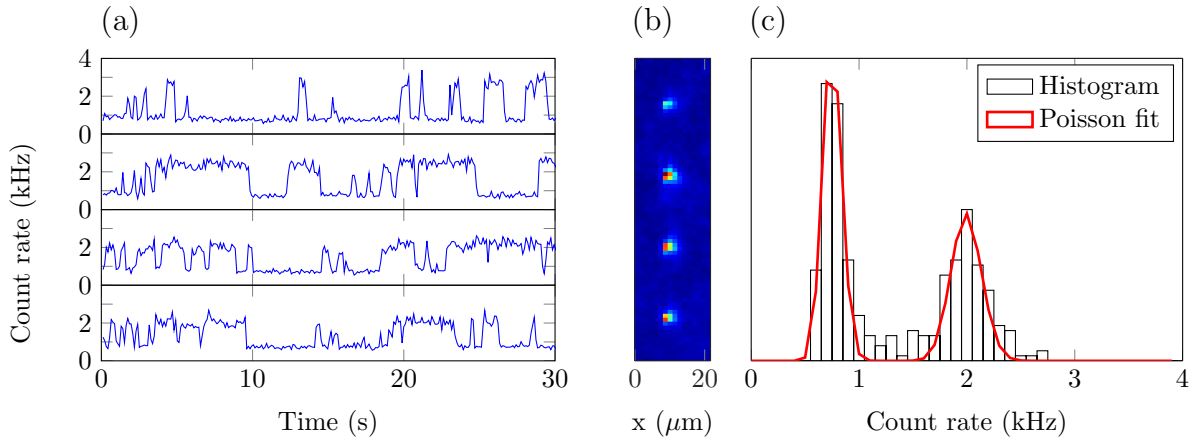 (a)
(b)
(c)
Count rate (kHz)
4
2
0
2
0
2
0
2
0
0 10 20 30
Time (s)
0 20
x (μm)
Histogram
Poisson fit
0 1 2 3 4
Count rate (kHz)